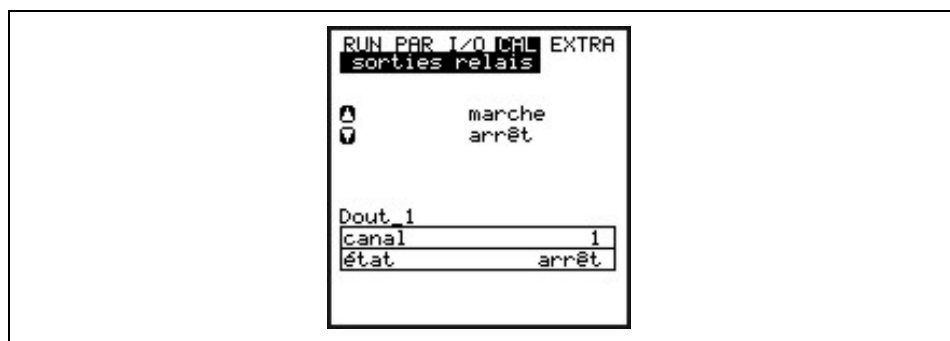 RUN PAR I/O CAL EXTRA
sorties relais
marche
arrêt
Dout_1
canal 1
état arrêt